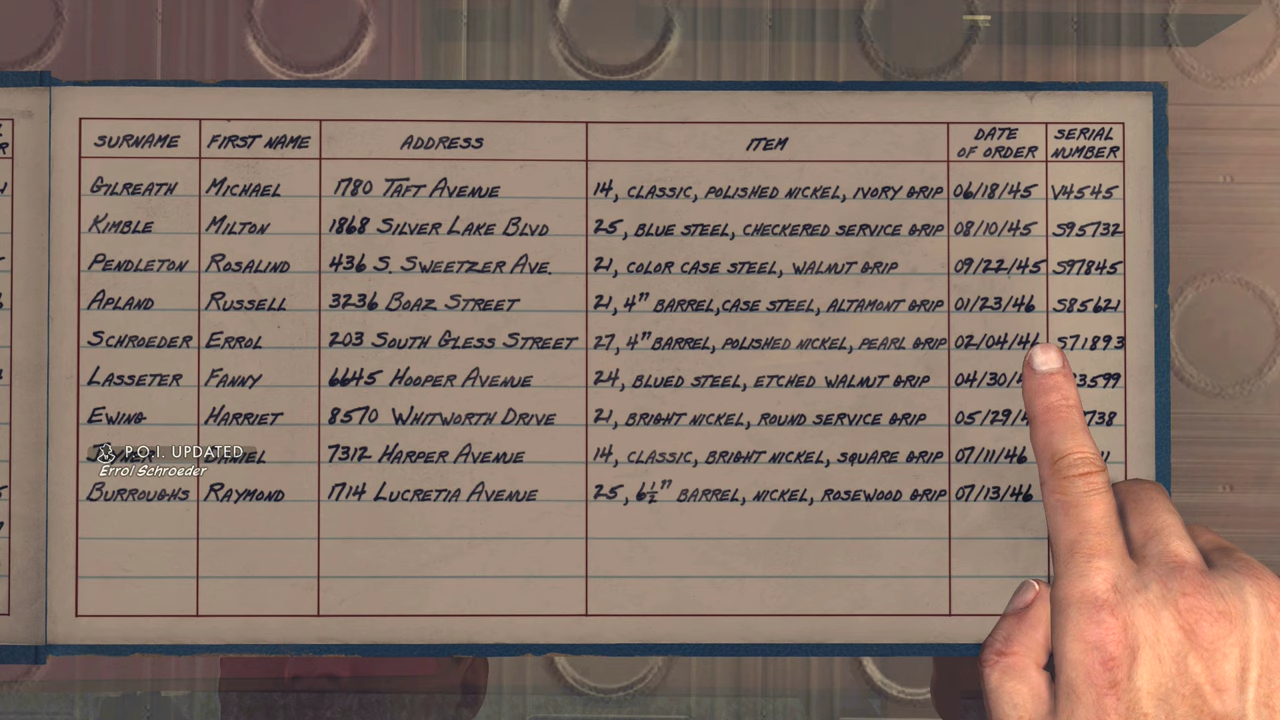 SURNAME FIRST NAME ADDRESS ITEM DATE OF ORDER SERIAL NUMBER
GILREATH MICHAEL 1780 TAFT AVENUE 14, CLASSIC, POLISHED NICKEL, IVORY GRIP 06/18/45 V4545
KIMBLE MILTON 1868 SILVER LAKE BLVD 25, BLUE STEEL, CHECKERED SERVICE GRIP 08/10/45 S95732
PENDLETON ROSALIND 436 S. SWEETZER AVE. 21, COLOR CASE STEEL, WALNUT GRIP 09/22/45 S97845
APLAND RUSSELL 3236 BOAZ STREET 21, 4" BARREL, CASE STEEL, ALTAMONT GRIP 01/23/46 S85621
SCHROEDER ERROL 203 SOUTH GLESS STREET 27, 4" BARREL, POLISHED NICKEL, PEARL GRIP 02/04/46 S71893
LASSETER FANNY 6645 HOOPER AVENUE 24, BLUED STEEL, ETCHED WALNUT GRIP 04/30/ 3599
EWING HARRIET 8570 WHITWORTH DRIVE 21, BRIGHT NICKEL, ROUND SERVICE GRIP 05/29/4 738
P.O.I. UPDATED
Errol Schroeder
7312 HARPER AVENUE 14, CLASSIC, BRIGHT NICKEL, SQUARE GRIP 07/11/46
BURROUGHS RAYMOND 1714 LUCRETIA AVENUE 25, 6 1/2" BARREL, NICKEL, ROSEWOOD GRIP 07/13/46